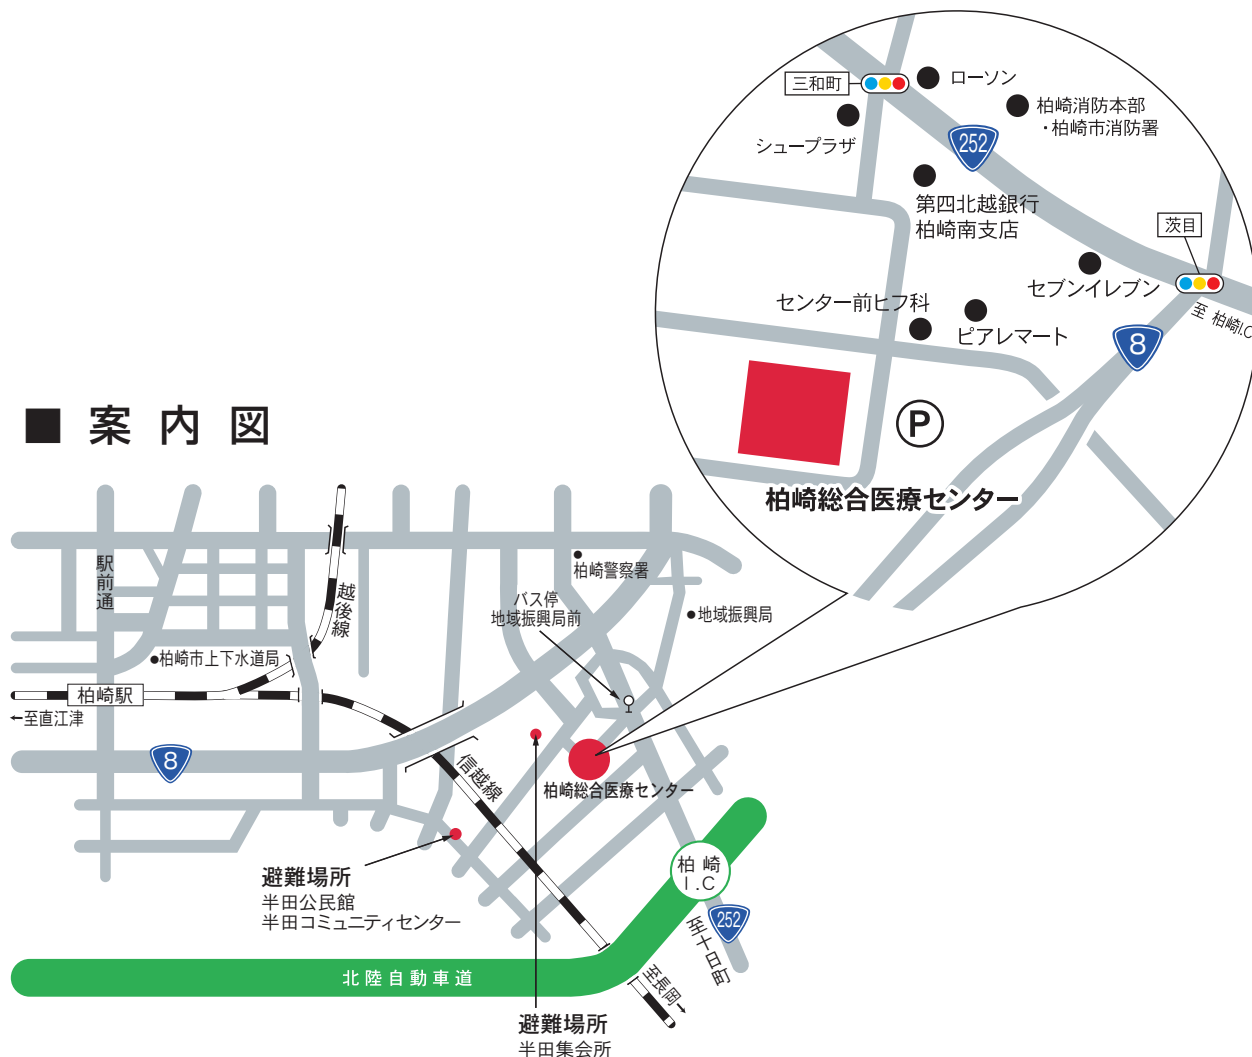 三和町
ローソン
柏崎消防本部
・柏崎市消防署
シュープラザ
252
第四北越銀行
柏崎南支店
茨目
セブンイレブン
至 柏崎I.C
センター前ヒフ科
ピアレマート
8
P
柏崎総合医療センター
■ 案内図
駅前通
越後線
柏崎警察署
バス停
地域振興局前
地域振興局
柏崎市上下水道局
柏崎駅
←至直江津
8
信越線
柏崎総合医療センター
避難場所
半田公民館
半田コミュニティセンター
柏崎
I.C
252
至十日町
北陸自動車道
至長岡→
避難場所
半田集会所